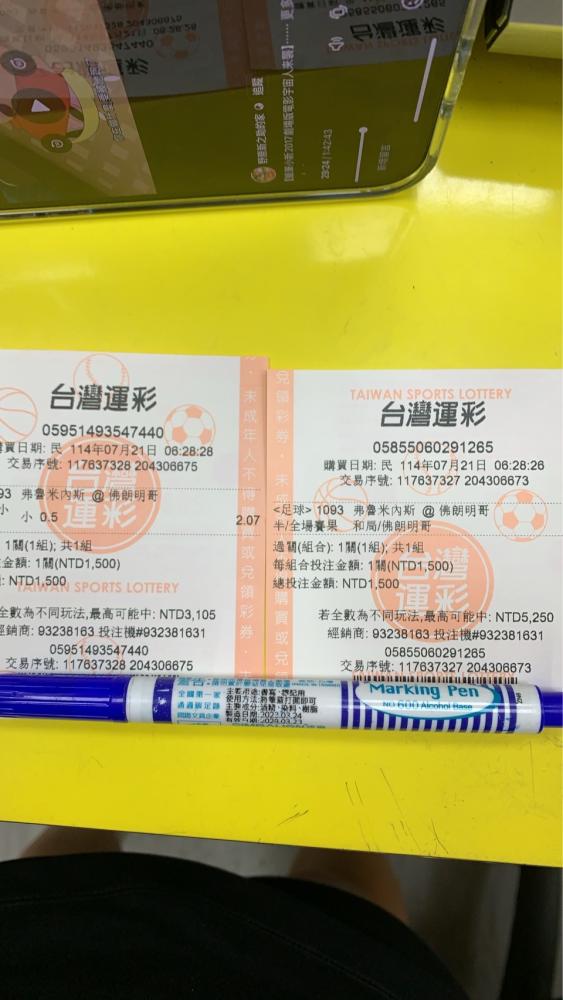 28:24 / 1:42:43
追蹤
台灣運彩
05951493547440
購買日期: 民 114年07月21日 06:28:28
交易序號: 117637328 204306675
93 弗魯米內斯 @ 佛朗明哥
小 小 0.5
2.07
1關(1組); 共1組
金額: 1關(NTD1,500)
: NTD1,500
TAIWAN SPORTS LOTTERY
全數為不同玩法,最高可能中: NTD3,105
經銷商: 93238163 投注機#932381631
05951493547440
交易序號: 117637328 204306675
未成年人不得購買或兌領彩券
TAIWAN SPORTS LOTTERY
台灣運彩
05855060291265
購買日期: 民 114年07月21日 06:28:26
交易序號: 117637327 204306673
<足球> 1093 弗魯米內斯 @ 佛朗明哥
半/全場賽果 和局/佛朗明哥
過關(組合): 1關(1組); 共1組
每組合投注金額: 1關(NTD1,500)
總投注金額: NTD1,500
若全數為不同玩法,最高可能中: NTD5,250
經銷商: 93238163 投注機#932381631
05855060291265
交易序號: 117637327 204306673
Marking Pen
NO.600 Alcohol Base